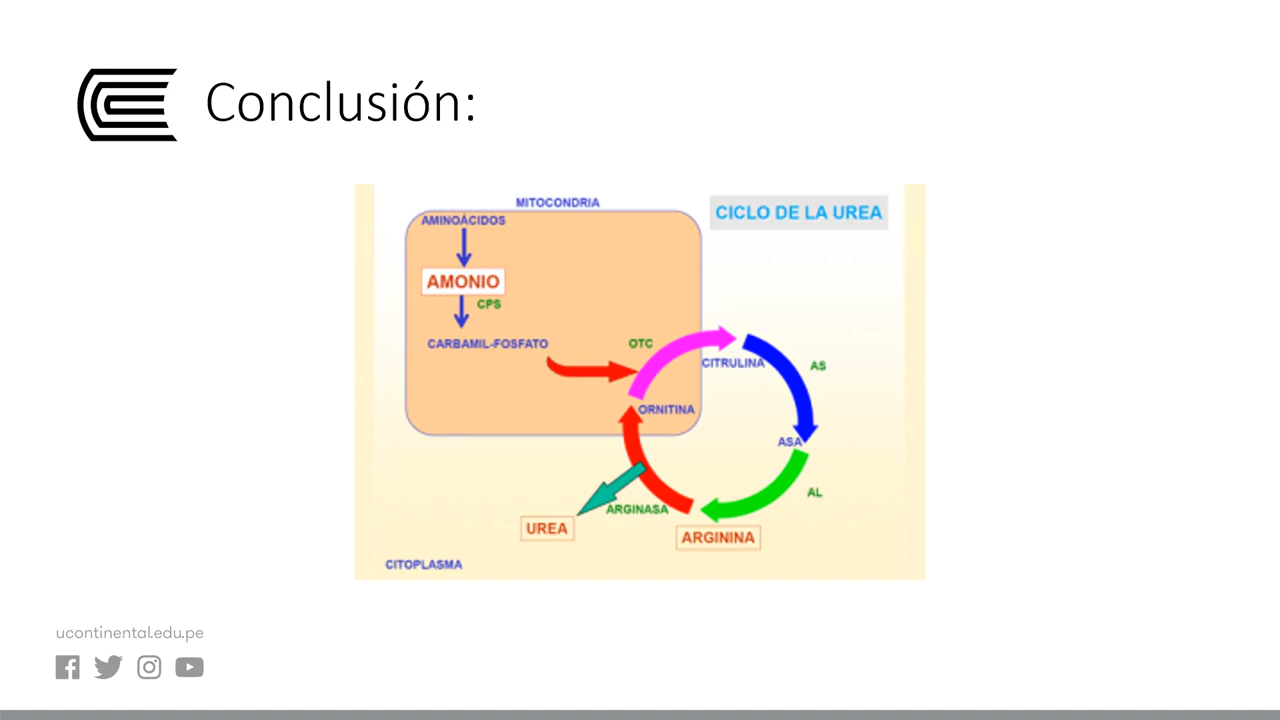 Conclusión:
MITOCONDRIA
CICLO DE LA UREA
AMINOÁCIDOS
AMONIO
CPS
CARBAMIL-FOSFATO
OTC
CITRULINA
AS
ORNITINA
ASA
AL
ARGINASA
UREA
ARGININA
CITOPLASMA
ucontinental.edu.pe